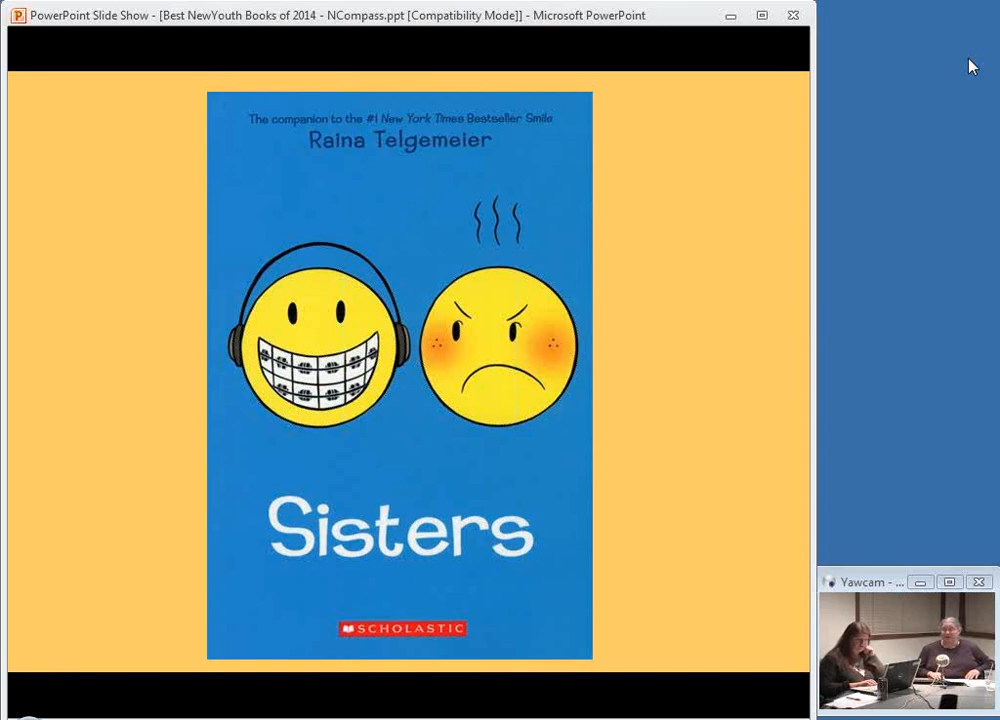 PowerPoint Slide Show - [Best NewYouth Books of 2014 - NCompass.ppt [Compatibility Mode]] - Microsoft PowerPoint
The companion to the #1 New York Times Bestseller Smile
Raina Telgemeier
Sisters
SCHOLASTIC
Yawcam - ...